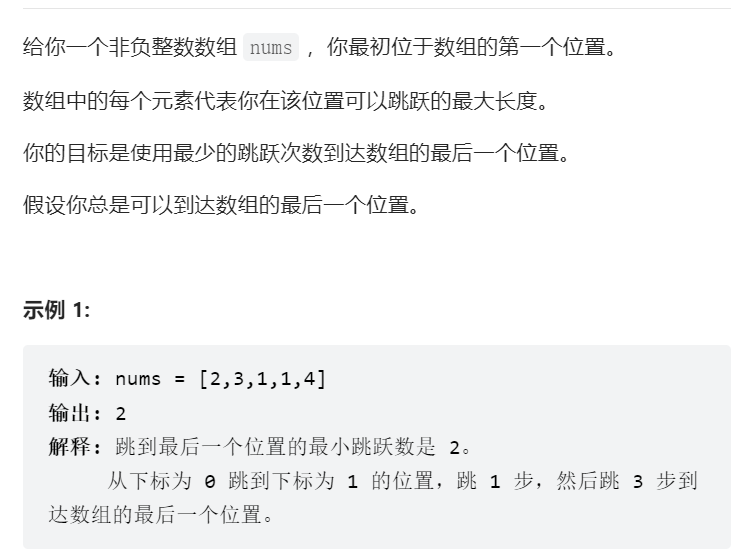 给你一个非负整数数组 nums ，你最初位于数组的第一个位置。
数组中的每个元素代表你在该位置可以跳跃的最大长度。
你的目标是使用最少的跳跃次数到达数组的最后一个位置。
假设你总是可以到达数组的最后一个位置。
示例 1:
输入: nums = [2,3,1,1,4]
输出: 2
解释: 跳到最后一个位置的最小跳跃数是 2。
从下标为 0 跳到下标为 1 的位置，跳 1 步，然后跳 3 步到
达数组的最后一个位置。